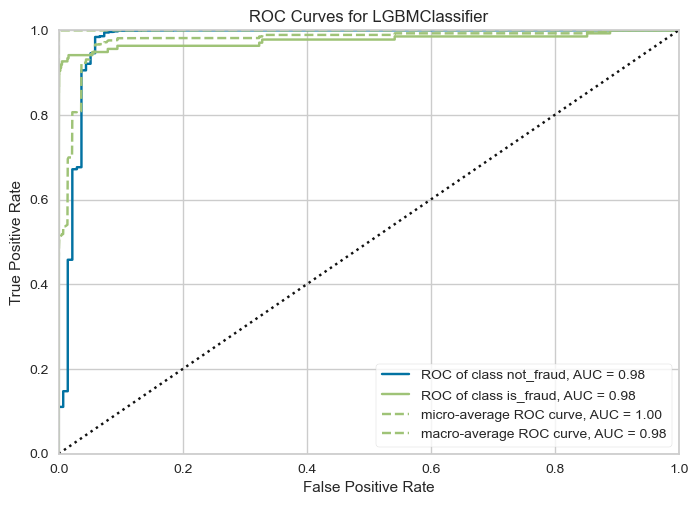 ROC Curves for LGBMClassifier
1.0
0.8
0.6
0.4
0.2
0.0
True Positive Rate
ROC of class not_fraud, AUC = 0.98
ROC of class is_fraud, AUC = 0.98
micro-average ROC curve, AUC = 1.00
macro-average ROC curve, AUC = 0.98
0.0 0.2 0.4 0.6 0.8 1.0
False Positive Rate